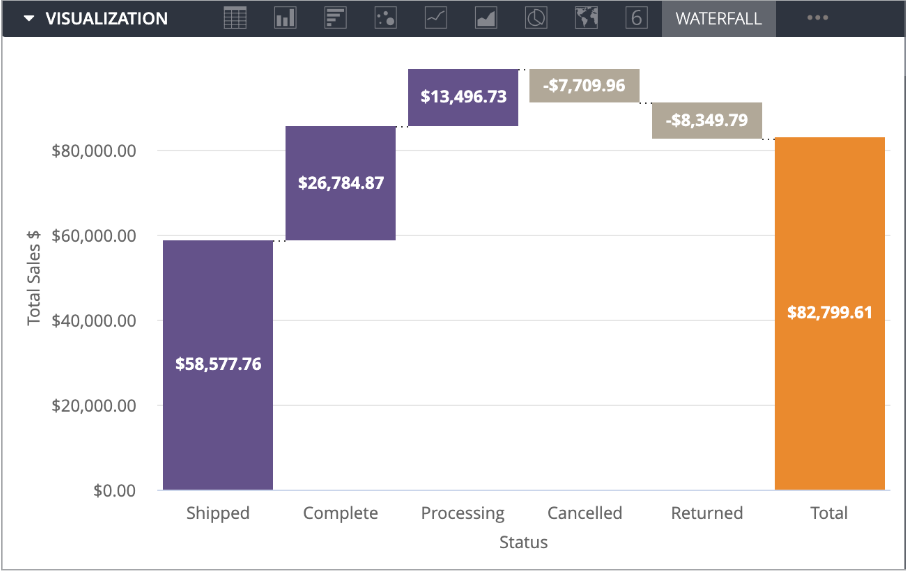 VISUALIZATION 6 WATERFALL
$13,496.73 -$7,709.96
-$8,349.79
$80,000.00
$26,784.87
$60,000.00
Total Sales $
$40,000.00
$82,799.61
$58,577.76
$20,000.00
$0.00
Shipped Complete Processing Cancelled Returned Total
Status